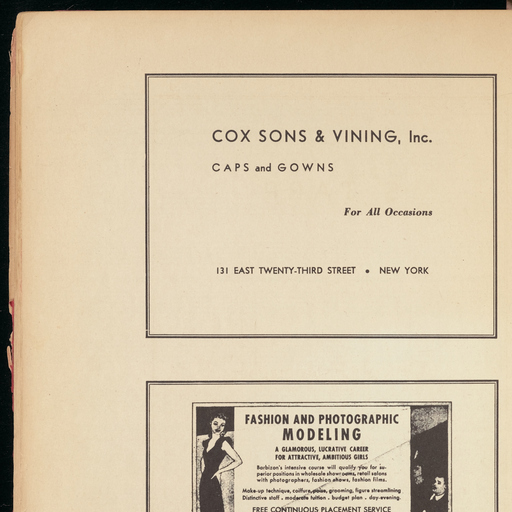 COX SONS & VINING, Inc.
CAPS and GOWNS
For All Occasions
131 EAST TWENTY-THIRD STREET • NEW YORK
FASHION AND PHOTOGRAPHIC
MODELING
A GLAMOROUS, LUCRATIVE CAREER
FOR ATTRACTIVE, AMBITIOUS GIRLS
Barbizon's intensive course will qualify you for su-
perior positions in wholesale showrooms, retail salons
with photographers, fashion shows, fashion films.
Make-up technique, coiffure, poise, grooming, figure streamlining
Distinctive staff . moderate tuition . budget plan . day-evening.
FREE CONTINUOUS PLACEMENT SERVICE